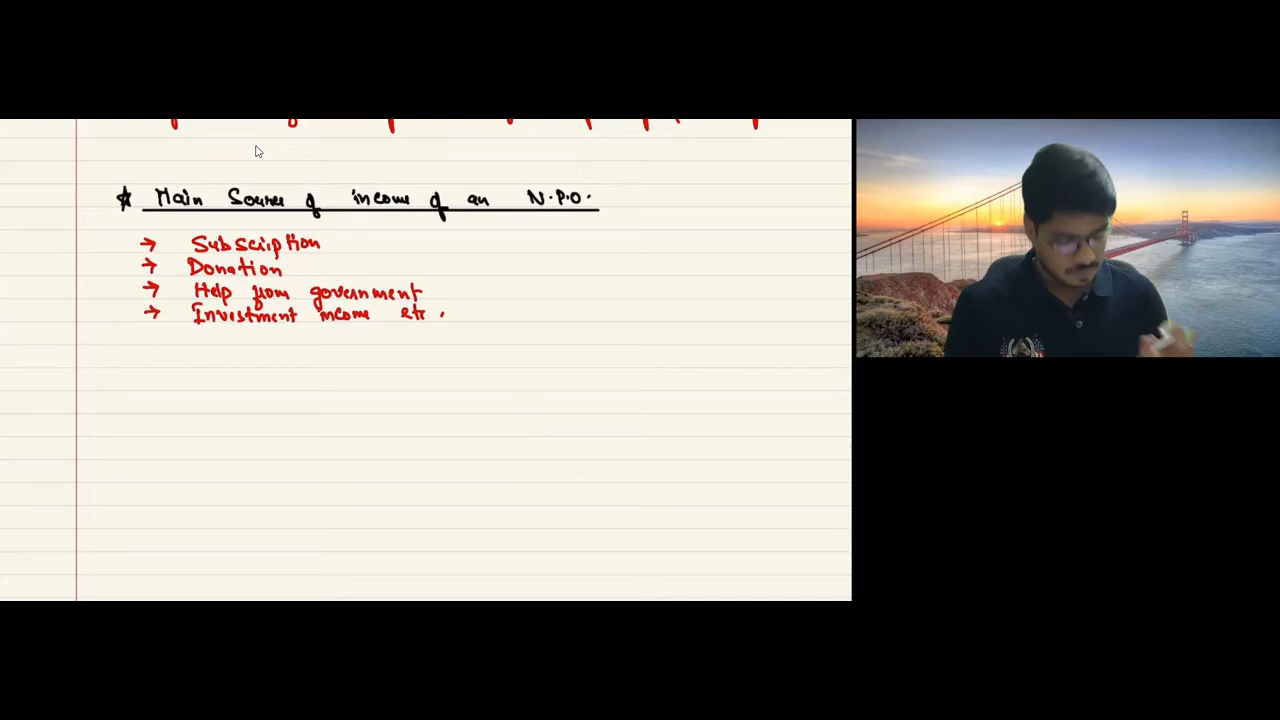 ★ Main Source of income of an N.P.O.
→ Subscription
→ Donation
→ Help from government
→ Investment income etc.